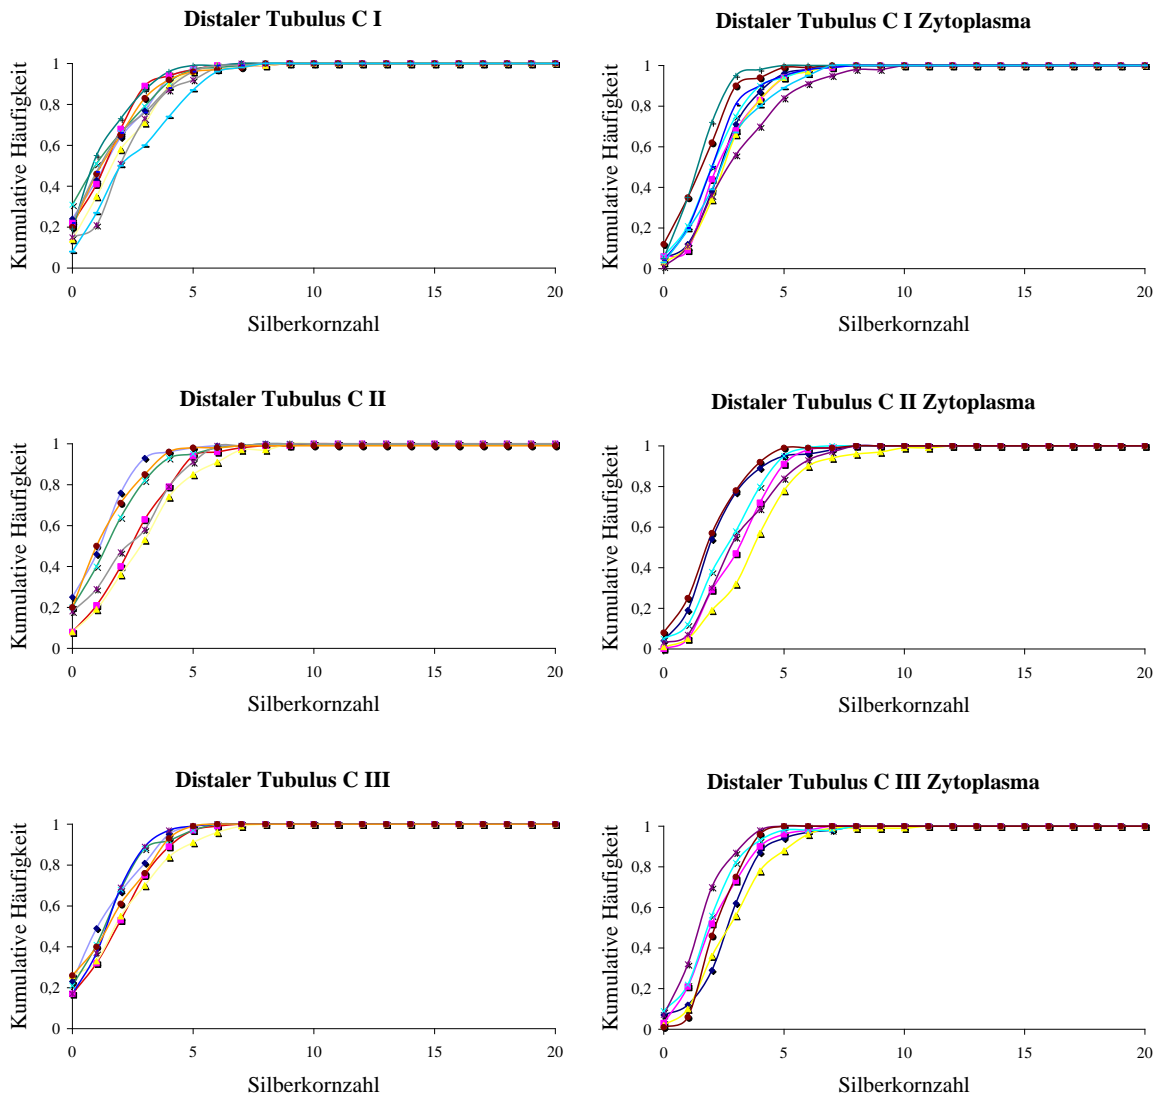 Distaler Tubulus C I
Kumulative Häufigkeit
1
0,8
0,6
0,4
0,2
0
0 5 10 15 20
Silberkornzahl
Distaler Tubulus C I Zytoplasma
Kumulative Häufigkeit
1
0,8
0,6
0,4
0,2
0
0 5 10 15 20
Silberkornzahl
Distaler Tubulus C II
Kumulative Häufigkeit
1
0,8
0,6
0,4
0,2
0
0 5 10 15 20
Silberkornzahl
Distaler Tubulus C II Zytoplasma
Kumulative Häufigkeit
1
0,8
0,6
0,4
0,2
0
0 5 10 15 20
Silberkornzahl
Distaler Tubulus C III
Kumulative Häufigkeit
1
0,8
0,6
0,4
0,2
0
0 5 10 15 20
Silberkornzahl
Distaler Tubulus C III Zytoplasma
Kumulative Häufigkeit
1
0,8
0,6
0,4
0,2
0
0 5 10 15 20
Silberkornzahl